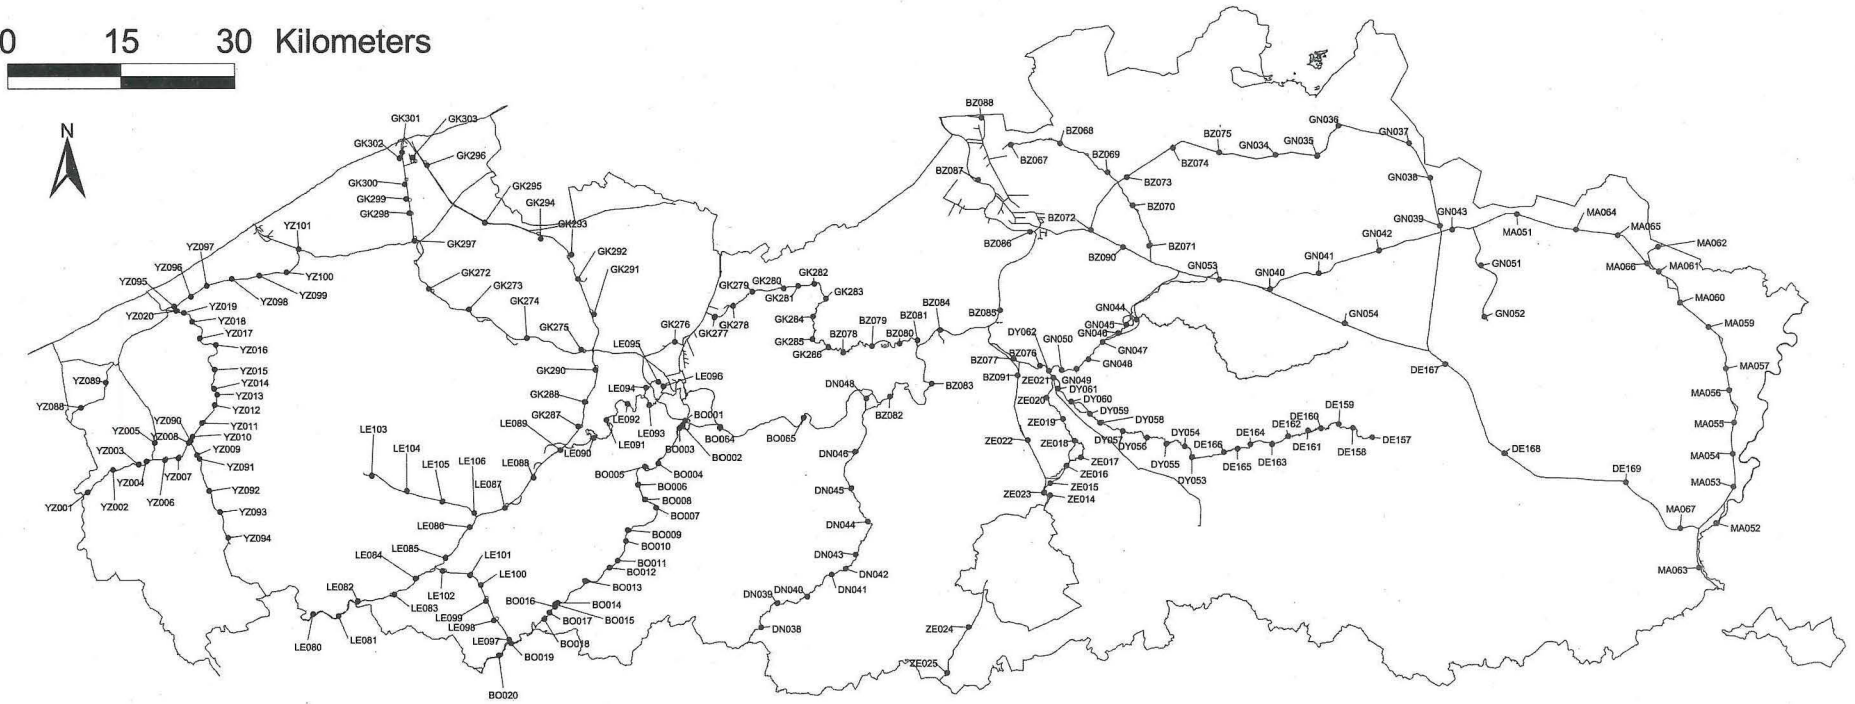 0 15 30 Kilometers
N
GK301
GK303
GK302
GK296
GK300
GK299
GK298
GK295
GK294
GK293
GK297
GK292
GK291
GK272
GK273
GK274
GK275
GK276
GK277
GK278
GK279
GK280
GK281
GK282
GK283
GK284
GK285
GK286
GK290
GK288
GK287
YZ101
YZ097
YZ096
YZ095
YZ100
YZ099
YZ098
YZ020
YZ019
YZ018
YZ017
YZ016
YZ015
YZ014
YZ013
YZ012
YZ011
YZ010
YZ009
YZ089
YZ088
YZ090
YZ008
YZ005
YZ003
YZ004
YZ007
YZ006
YZ002
YZ001
YZ091
YZ092
YZ093
YZ094
LE095
LE096
LE094
LE093
LE092
LE091
LE090
LE089
LE088
LE087
LE103
LE104
LE105
LE106
LE086
LE085
LE084
LE083
LE082
LE081
LE080
LE101
LE100
LE102
LE099
LE098
LE097
BO001
BO064
BO065
BO002
BO003
BO004
BO005
BO006
BO008
BO007
BO009
BO010
BO011
BO012
BO013
BO014
BO015
BO016
BO017
BO018
BO019
BO020
DN048
DN046
DN045
DN044
DN043
DN042
DN041
DN040
DN039
DN038
BZ088
BZ068
BZ067
BZ069
BZ073
BZ074
BZ075
BZ070
BZ071
BZ072
BZ087
BZ086
BZ090
BZ085
BZ084
BZ081
BZ080
BZ079
BZ078
BZ083
BZ082
BZ077
BZ076
BZ091
GN034
GN035
GN036
GN037
GN038
GN039
GN043
GN042
GN041
GN040
GN053
GN054
GN051
GN052
GN044
GN045
GN046
GN047
GN048
GN049
GN050
DY062
DY061
DY060
DY059
DY058
DY057
DY056
DY055
DY054
DY053
ZE021
ZE020
ZE019
ZE018
ZE017
ZE016
ZE015
ZE014
ZE022
ZE023
ZE024
ZE025
DE166
DE165
DE164
DE163
DE162
DE161
DE160
DE159
DE158
DE157
DE167
DE168
DE169
MA051
MA064
MA065
MA062
MA066
MA061
MA060
MA059
MA057
MA056
MA055
MA054
MA053
MA052
MA067
MA063